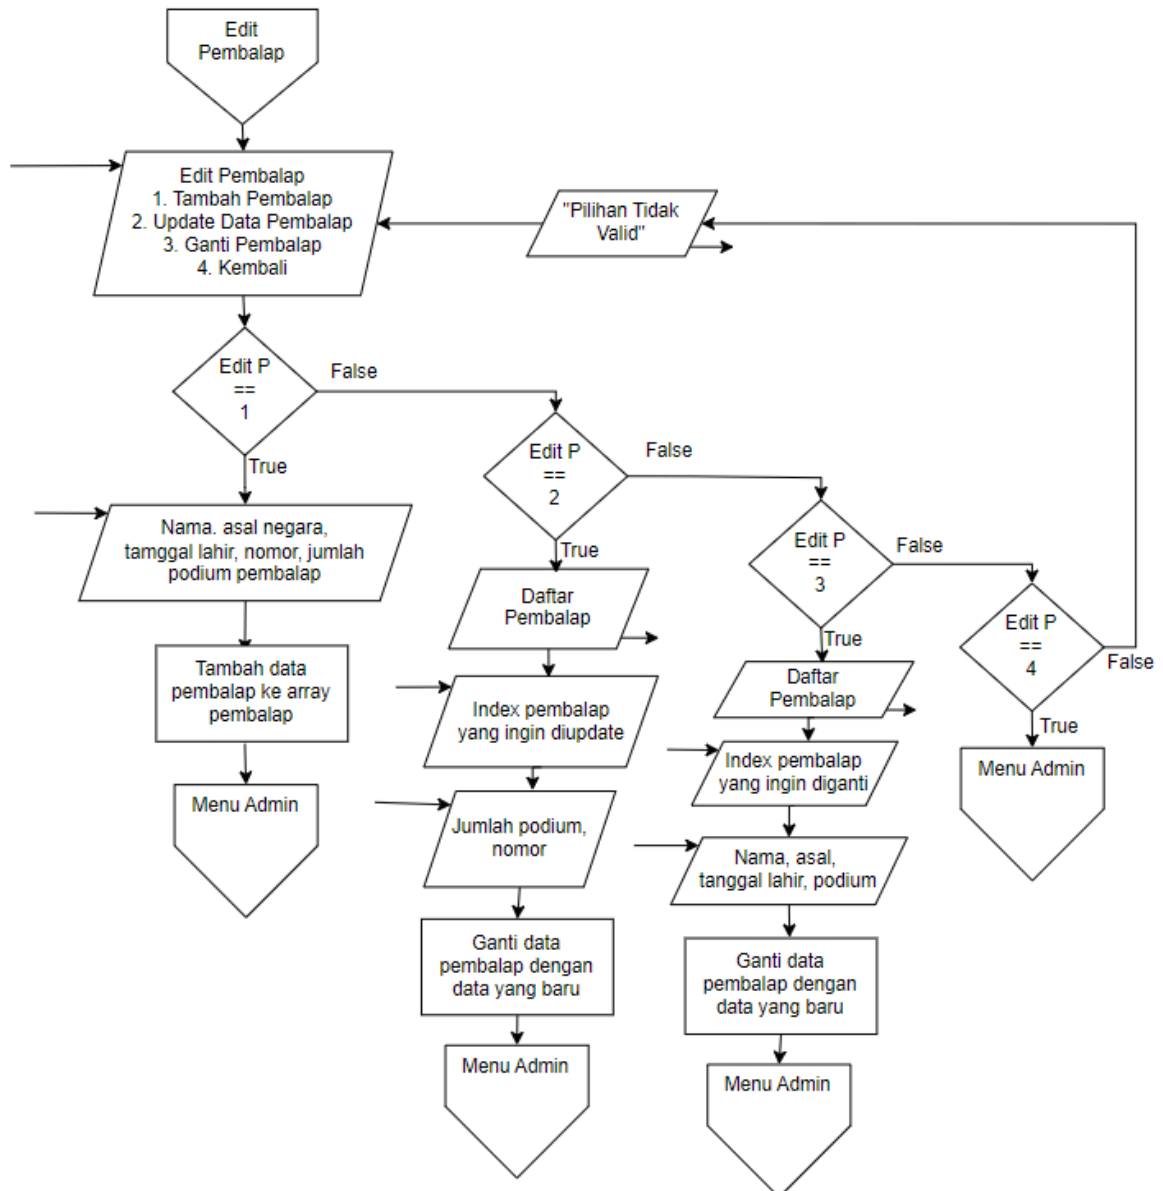 Edit
Pembalap
Edit Pembalap
1. Tambah Pembalap
2. Update Data Pembalap
3. Ganti Pembalap
4. Kembali
"Pilihan Tidak
Valid"
Edit P
==
1
False
True
Nama. asal negara,
tamggal lahir, nomor, jumlah
podium pembalap
Tambah data
pembalap ke array
pembalap
Menu Admin
Edit P
==
2
False
True
Daftar
Pembalap
Index pembalap
yang ingin diupdate
Jumlah podium,
nomor
Ganti data
pembalap dengan
data yang baru
Menu Admin
Edit P
==
3
False
True
Daftar
Pembalap
Index pembalap
yang ingin diganti
Nama, asal,
tanggal lahir, podium
Ganti data
pembalap dengan
data yang baru
Menu Admin
Edit P
==
4
False
True
Menu Admin